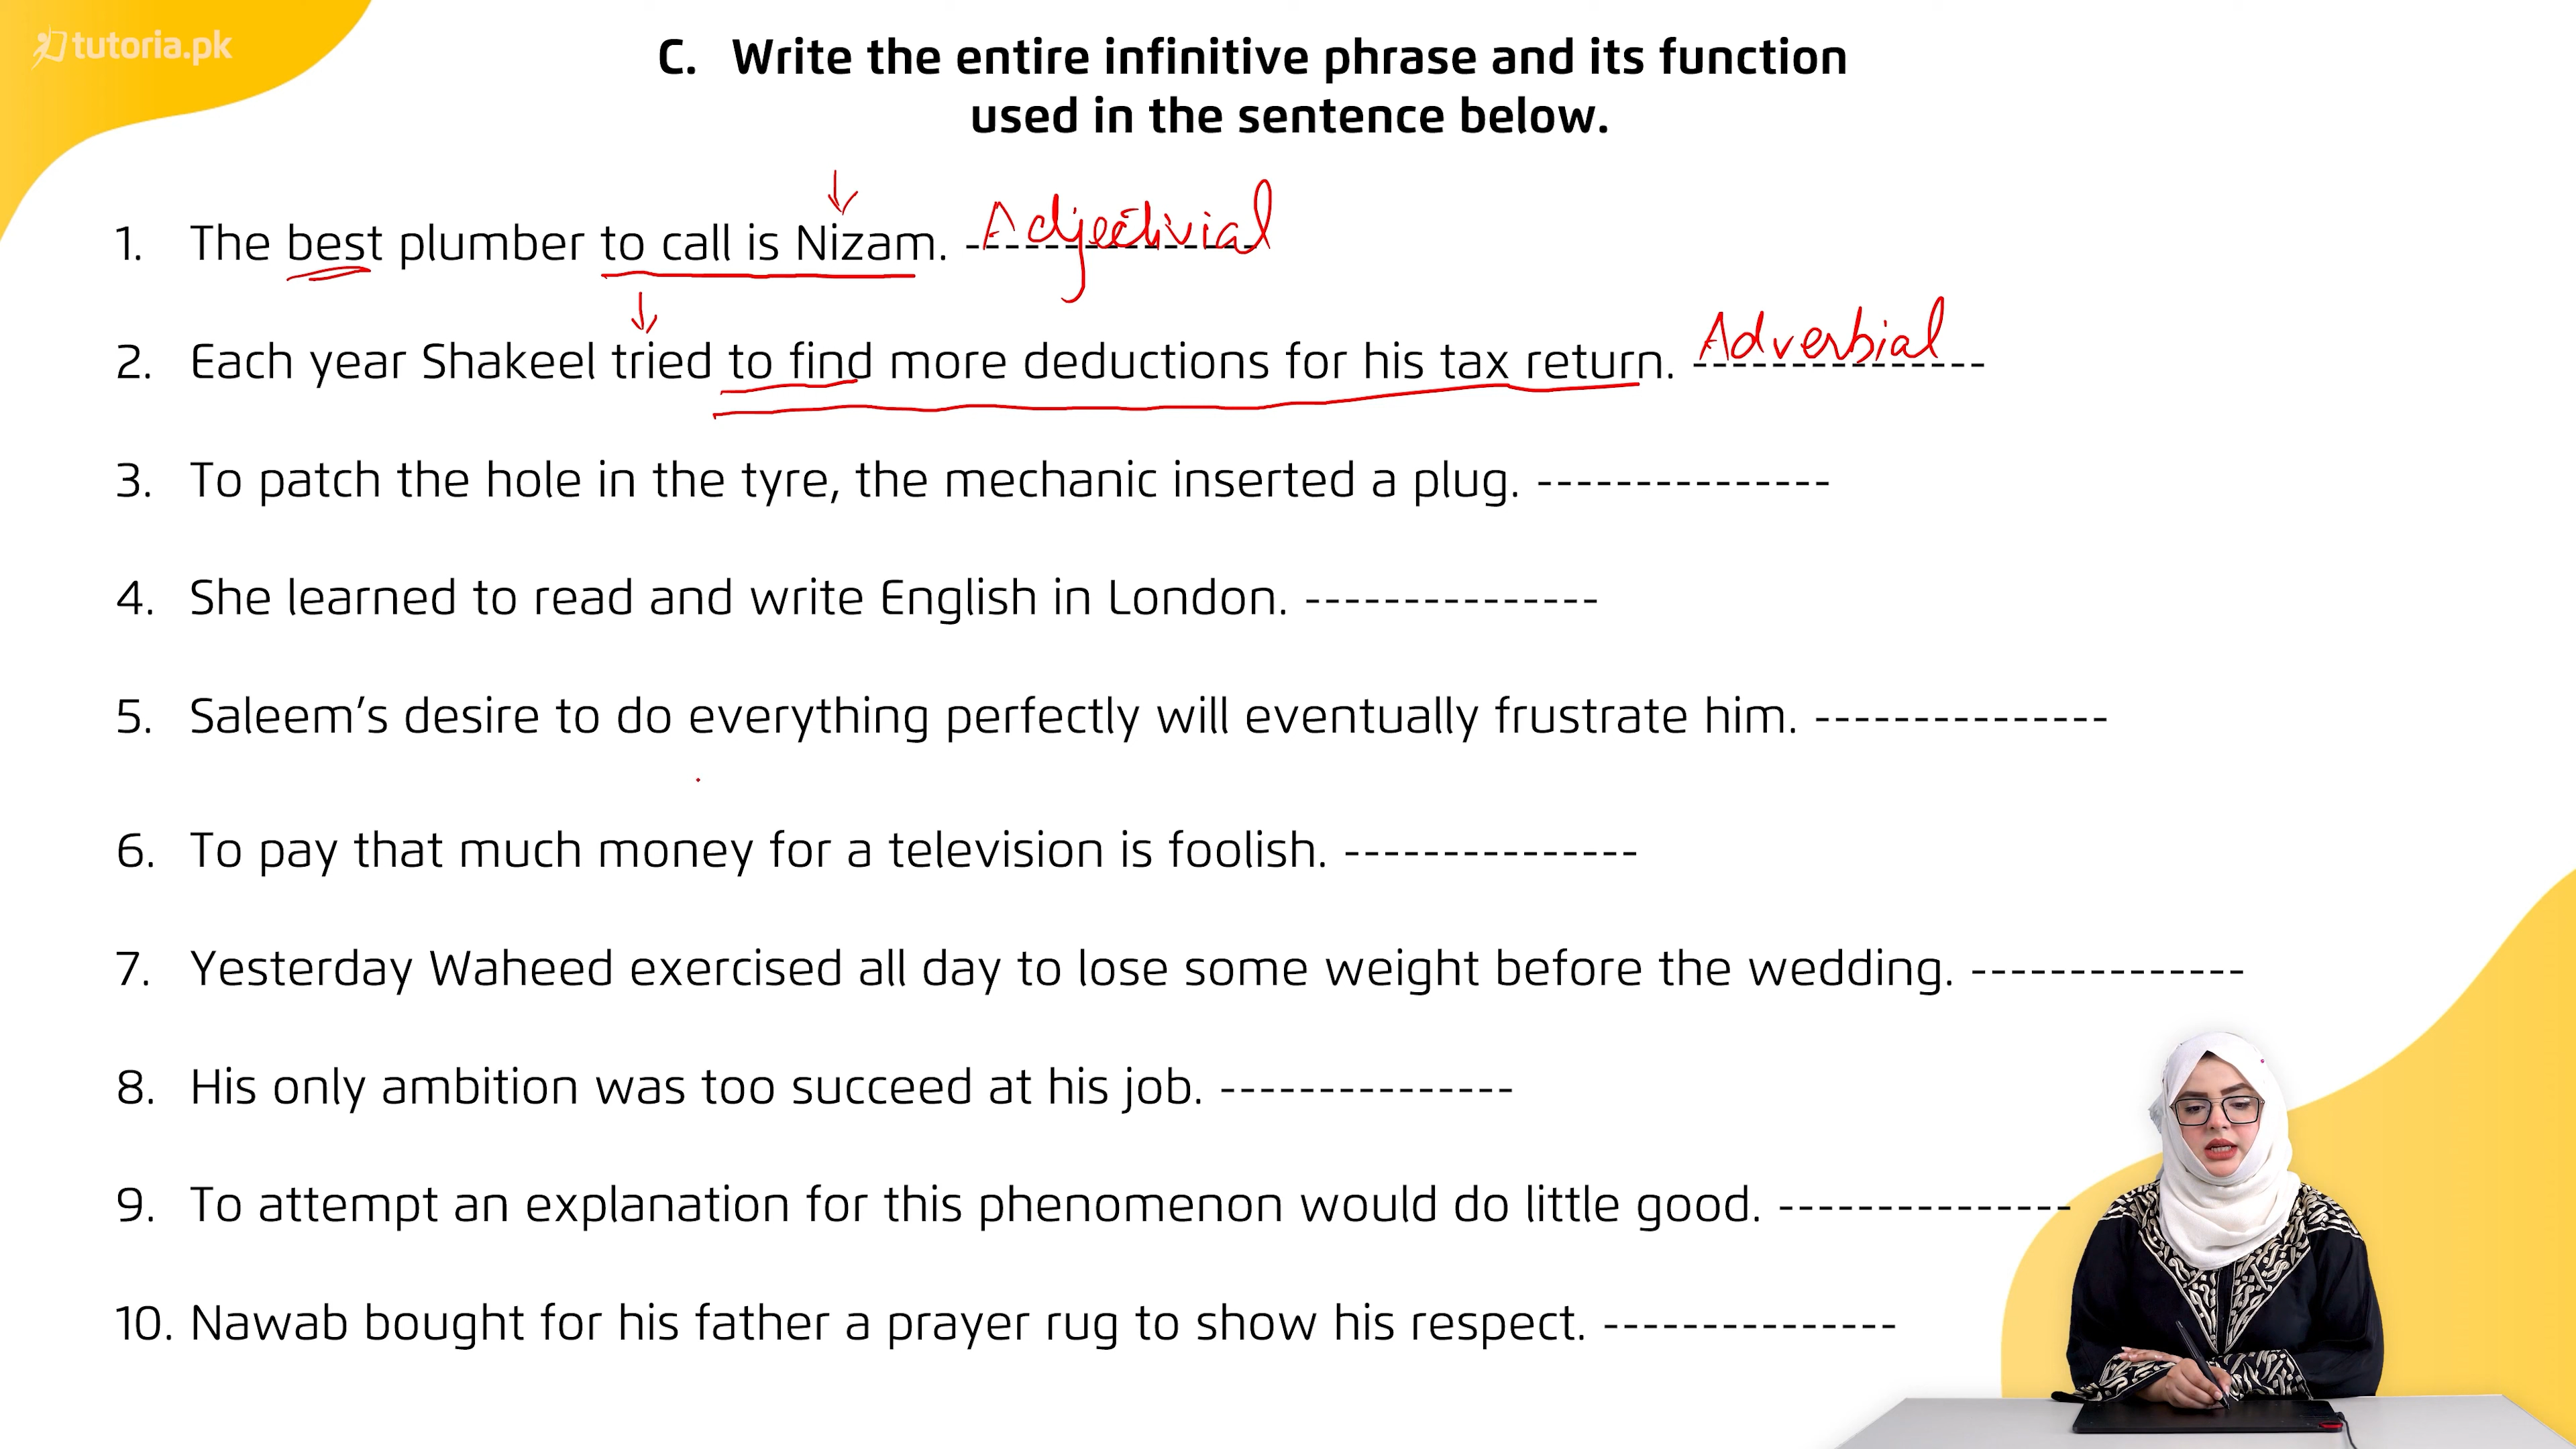 tutoria.pk
C. Write the entire infinitive phrase and its function
used in the sentence below.
1. The best plumber to call is Nizam. --------------- Adjectivial
2. Each year Shakeel tried to find more deductions for his tax return. --------------- Adverbial
3. To patch the hole in the tyre, the mechanic inserted a plug. ---------------
4. She learned to read and write English in London. ---------------
5. Saleem's desire to do everything perfectly will eventually frustrate him. ---------------
6. To pay that much money for a television is foolish. ---------------
7. Yesterday Waheed exercised all day to lose some weight before the wedding. --------------
8. His only ambition was too succeed at his job. ---------------
9. To attempt an explanation for this phenomenon would do little good. ---------------
10. Nawab bought for his father a prayer rug to show his respect. ---------------